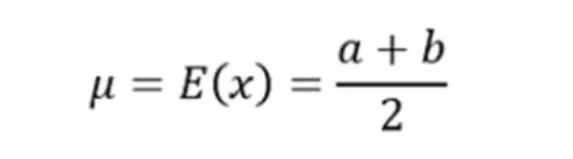 μ = E(x) = (a + b) / 2